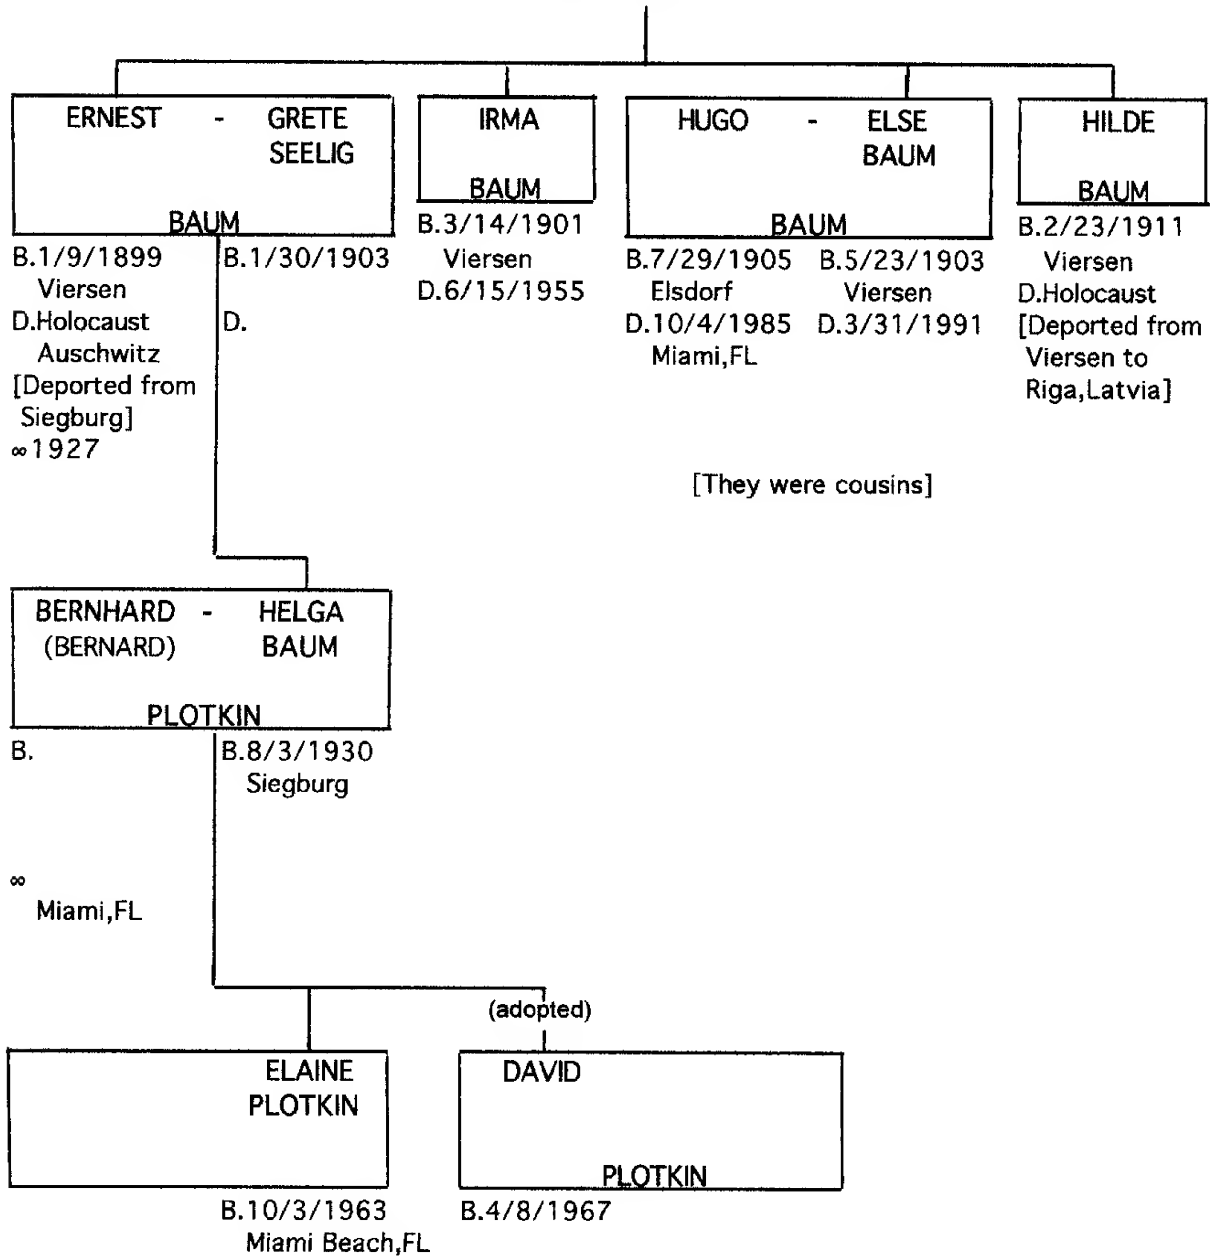 ERNEST - GRETE
SEELIG
BAUM
B.1/9/1899
Viersen
D.Holocaust
Auschwitz
[Deported from
Siegburg]
∞1927
B.1/30/1903
D.
IRMA
BAUM
B.3/14/1901
Viersen
D.6/15/1955
HUGO - ELSE
BAUM
BAUM
B.7/29/1905
Elsdorf
D.10/4/1985
Miami,FL
B.5/23/1903
Viersen
D.3/31/1991
[They were cousins]
HILDE
BAUM
B.2/23/1911
Viersen
D.Holocaust
[Deported from
Viersen to
Riga,Latvia]
BERNHARD - HELGA
(BERNARD) BAUM
PLOTKIN
B.
∞
Miami,FL
B.8/3/1930
Siegburg
(adopted)
ELAINE
PLOTKIN
B.10/3/1963
Miami Beach,FL
DAVID
PLOTKIN
B.4/8/1967